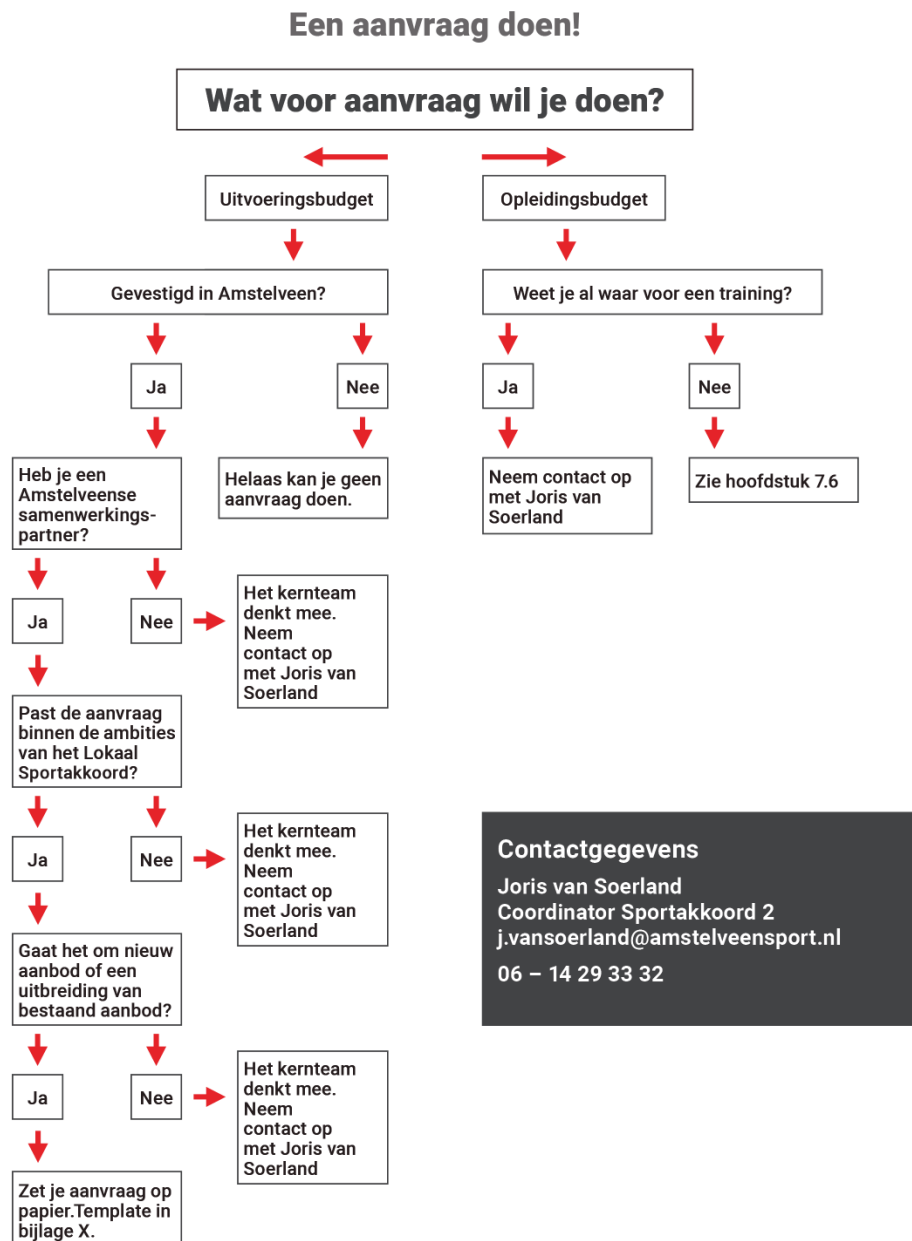 Een aanvraag doen!
Wat voor aanvraag wil je doen?
Uitvoeringsbudget
Opleidingsbudget
Gevestigd in Amstelveen?
Weet je al waar voor een training?
Ja
Nee
Ja
Nee
Heb je een
Amstelveense
samenwerkings-
partner?
Helaas kan je geen
aanvraag doen.
Neem contact op
met Joris van
Soerland
Zie hoofdstuk 7.6
Ja
Nee
Het kernteam
denkt mee.
Neem
contact op
met Joris van
Soerland
Past de aanvraag
binnen de ambities
van het Lokaal
Sportakkoord?
Ja
Nee
Het kernteam
denkt mee.
Neem
contact op
met Joris van
Soerland
Contactgegevens
Joris van Soerland
Coordinator Sportakkoord 2
j.vansoerland@amstelveensport.nl
06 – 14 29 33 32
Gaat het om nieuw
aanbod of een
uitbreiding van
bestaand aanbod?
Ja
Nee
Het kernteam
denkt mee.
Neem
contact op
met Joris van
Soerland
Zet je aanvraag op
papier.Template in
bijlage X.